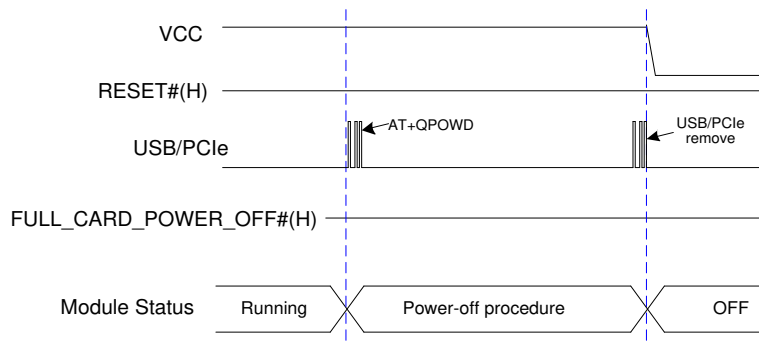 VCC
RESET#(H)
USB/PCIe
AT+QPOWD
USB/PCIe
remove
FULL_CARD_POWER_OFF#(H)
Module Status
Running
Power-off procedure
OFF